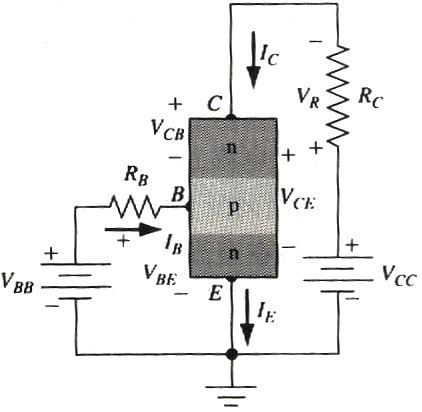 −
I_C
+ C
V_R R_C
V_CB
− n + +
R_B
B p V_CE
+ I_B n − +
+ V_BE V_CC
V_BB − E −
− I_E